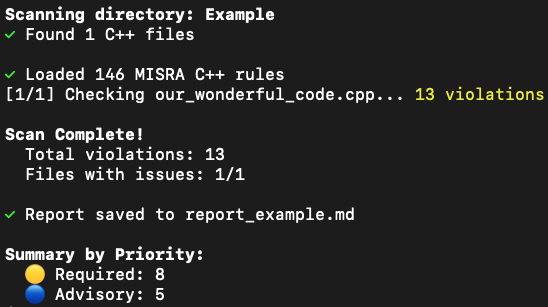 Scanning directory: Example
✓ Found 1 C++ files
✓ Loaded 146 MISRA C++ rules
[1/1] Checking our_wonderful_code.cpp... 13 violations
Scan Complete!
Total violations: 13
Files with issues: 1/1
✓ Report saved to report_example.md
Summary by Priority:
🟡 Required: 8
🔵 Advisory: 5